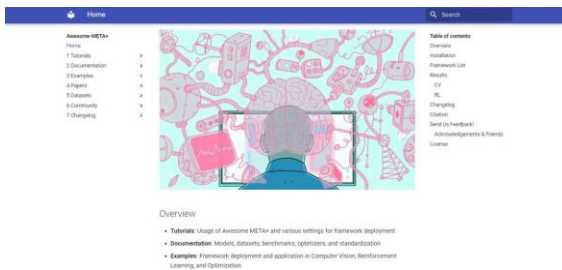 Home
Search
Awesome-META+
Home
1 Tutorials
2 Documentation
3 Examples
4 Papers
5 Datasets
6 Community
7 Changelog
Table of contents
Overview
Installation
Framework List
Results
CV
RL
Changelog
Citation
Send Us Feedback!
Acknowledgements & Friends
License
Overview
• Tutorials: Usage of Awesome META+ and various settings for framework deployment
• Documentation: Models, datasets, benchmarks, optimizers, and standardization
• Examples: Framework deployment and application in Computer Vision, Reinforcement
Learning, and Optimization